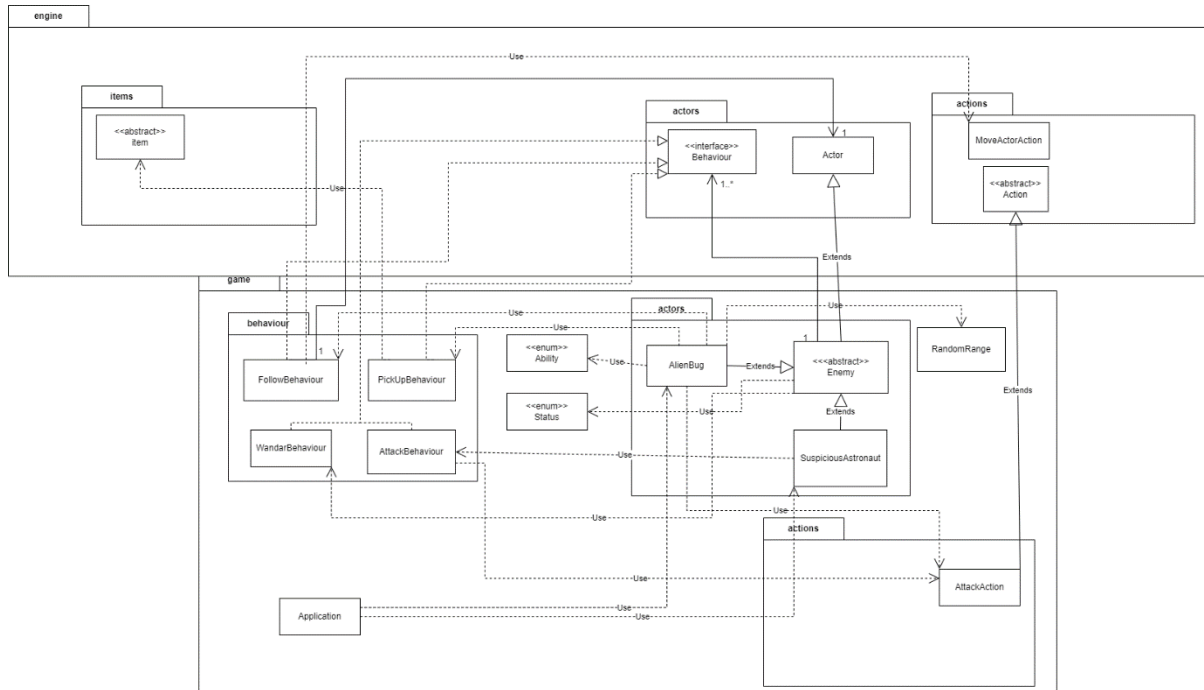 engine
Use
items
<<abstract>>
Item
Use
actors
<<interface>>
Behaviour
1..*
1
Actor
actions
MoveActorAction
<<abstract>>
Action
Extends
game
behaviour
FollowBehaviour
1
PickUpBehaviour
WandarBehaviour
AttackBehaviour
Use
Use
<<enum>>
Ability
Use
<<enum>>
Status
Use
actors
AlienBug
Extends
1
<<<abstract>
Enemy
Extends
SuspiciousAstronaut
Use
RandomRange
Extends
Use
Use
Use
actions
AttackAction
Use
Application
Use
Use